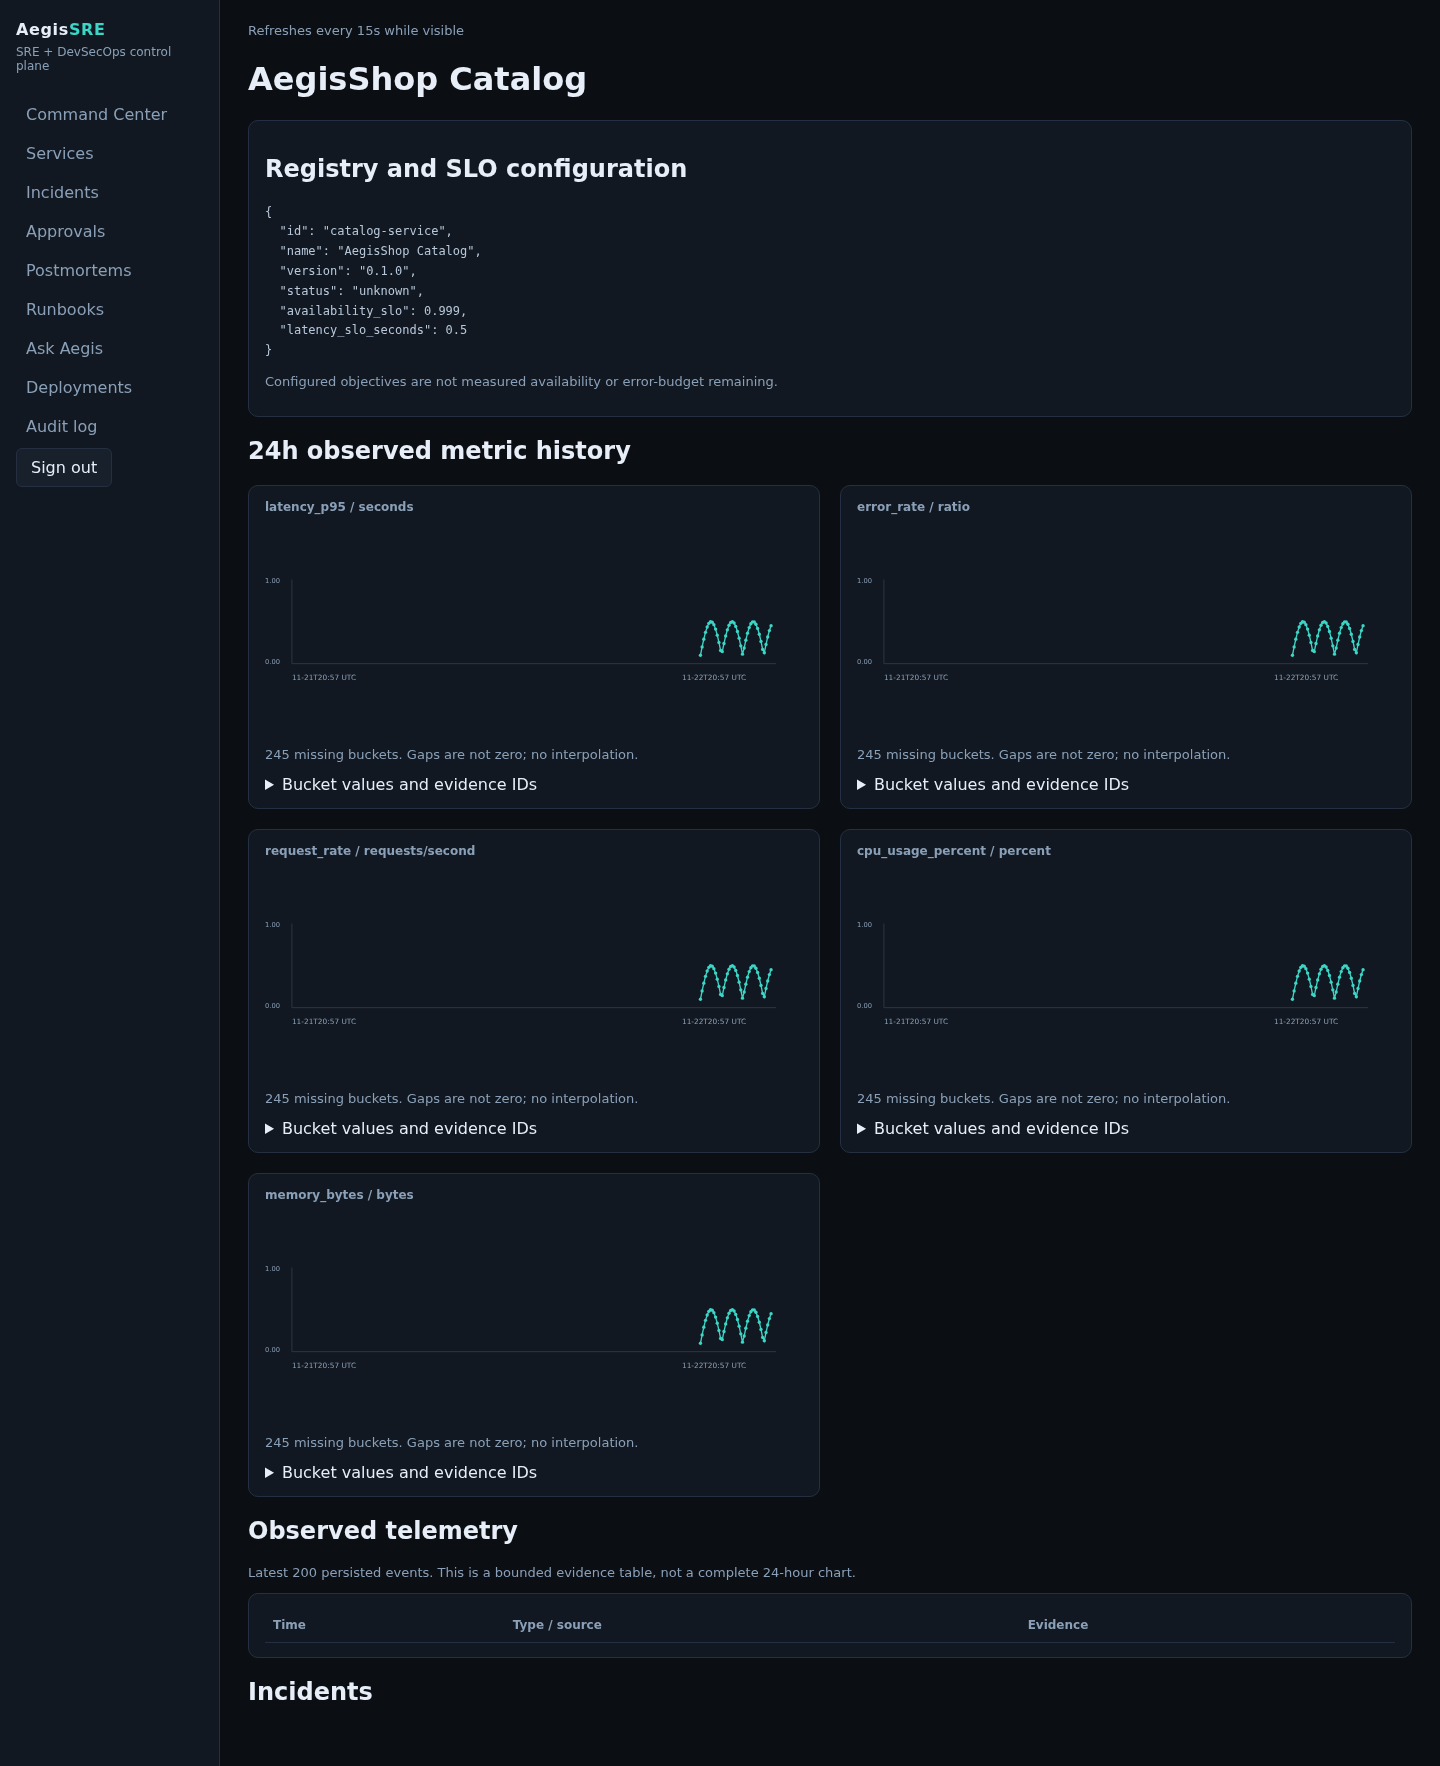 AegisSRE
SRE + DevSecOps control
plane
Command Center
Services
Incidents
Approvals
Postmortems
Runbooks
Ask Aegis
Deployments
Audit log
Sign out
Refreshes every 15s while visible
AegisShop Catalog
Registry and SLO configuration
{
  "id": "catalog-service",
  "name": "AegisShop Catalog",
  "version": "0.1.0",
  "status": "unknown",
  "availability_slo": 0.999,
  "latency_slo_seconds": 0.5
}
Configured objectives are not measured availability or error-budget remaining.
24h observed metric history
latency_p95 / seconds
1.00
0.00
11-21T20:57 UTC
11-22T20:57 UTC
245 missing buckets. Gaps are not zero; no interpolation.
Bucket values and evidence IDs
error_rate / ratio
1.00
0.00
11-21T20:57 UTC
11-22T20:57 UTC
245 missing buckets. Gaps are not zero; no interpolation.
Bucket values and evidence IDs
request_rate / requests/second
1.00
0.00
11-21T20:57 UTC
11-22T20:57 UTC
245 missing buckets. Gaps are not zero; no interpolation.
Bucket values and evidence IDs
cpu_usage_percent / percent
1.00
0.00
11-21T20:57 UTC
11-22T20:57 UTC
245 missing buckets. Gaps are not zero; no interpolation.
Bucket values and evidence IDs
memory_bytes / bytes
1.00
0.00
11-21T20:57 UTC
11-22T20:57 UTC
245 missing buckets. Gaps are not zero; no interpolation.
Bucket values and evidence IDs
Observed telemetry
Latest 200 persisted events. This is a bounded evidence table, not a complete 24-hour chart.
Time
Type / source
Evidence
Incidents